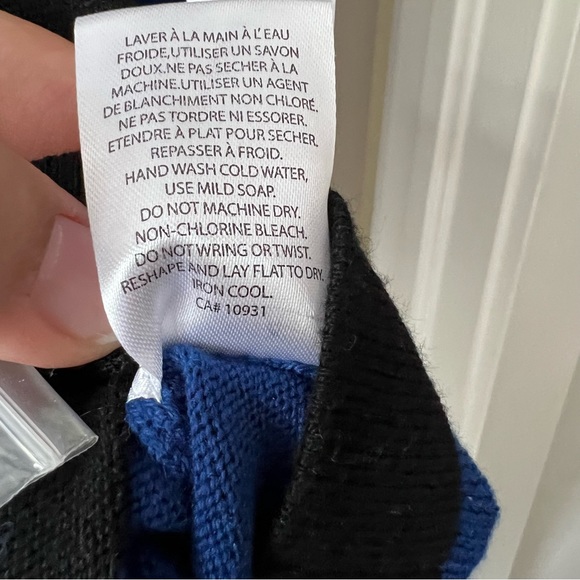 LAVER À LA MAIN À L'EAU
FROIDE,UTILISER UN SAVON
DOUX.NE PAS SECHER À LA
MACHINE.UTILISER UN AGENT
DE BLANCHIMENT NON CHLORÉ.
NE PAS TORDRE NI ESSORER.
ETENDRE À PLAT POUR SECHER.
REPASSER À FROID.
HAND WASH COLD WATER,
USE MILD SOAP.
DO NOT MACHINE DRY.
NON-CHLORINE BLEACH.
DO NOT WRING OR TWIST.
RESHAPE AND LAY FLAT TO DRY.
IRON COOL.
CA# 10931